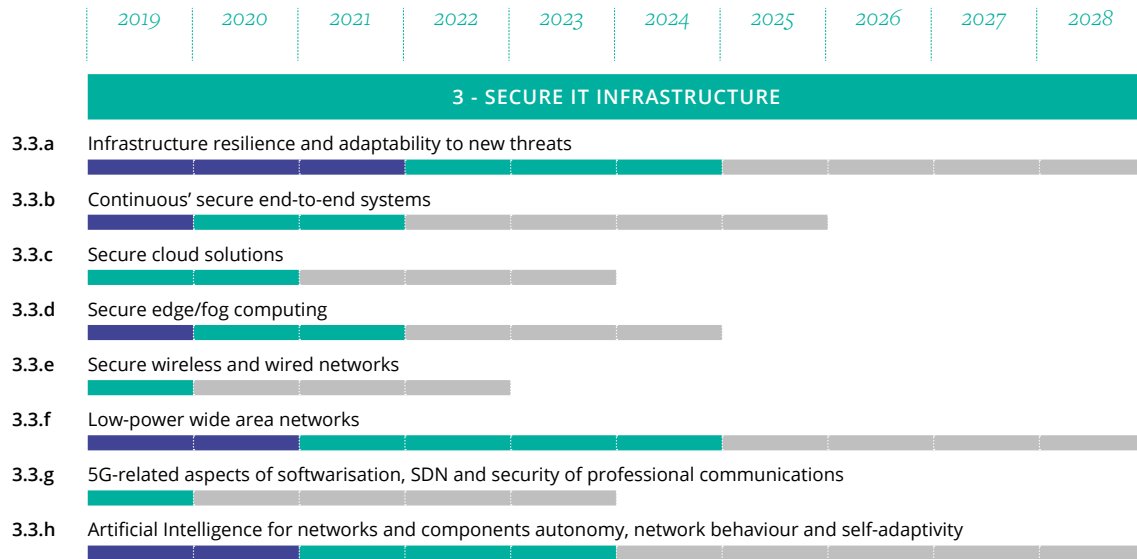 2019 2020 2021 2022 2023 2024 2025 2026 2027 2028
3 - SECURE IT INFRASTRUCTURE
3.3.a Infrastructure resilience and adaptability to new threats
3.3.b Continuous’ secure end-to-end systems
3.3.c Secure cloud solutions
3.3.d Secure edge/fog computing
3.3.e Secure wireless and wired networks
3.3.f Low-power wide area networks
3.3.g 5G-related aspects of softwarisation, SDN and security of professional communications
3.3.h Artificial Intelligence for networks and components autonomy, network behaviour and self-adaptivity